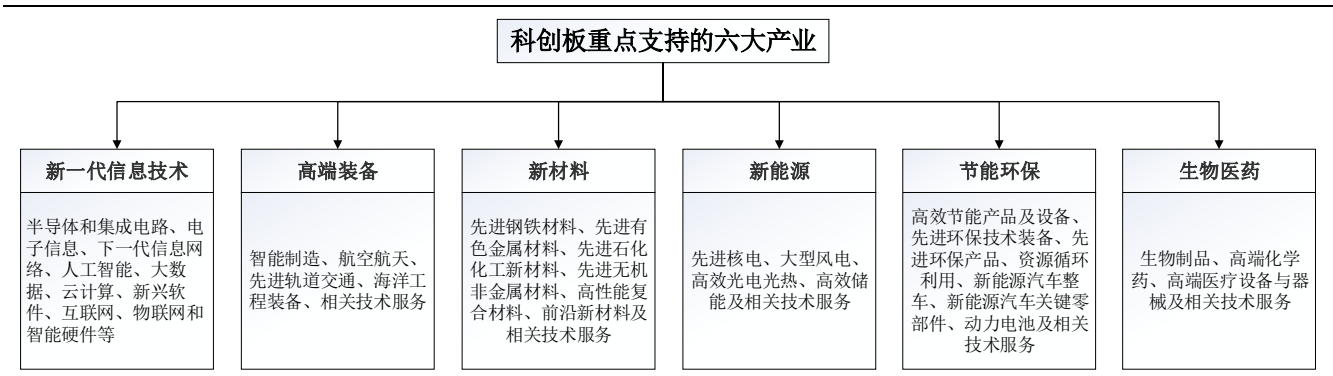 科创板重点支持的六大产业
新一代信息技术
半导体和集成电路、电
子信息、下一代信息网
络、人工智能、大数
据、云计算、新兴软
件、互联网、物联网和
智能硬件等
高端装备
智能制造、航空航天、
先进轨道交通、海洋工
程装备、相关技术服务
新材料
先进钢铁材料、先进有
色金属材料、先进石化
化工新材料、先进无机
非金属材料、高性能复
合材料、前沿新材料及
相关技术服务
新能源
先进核电、大型风电、
高效光电光热、高效储
能及相关技术服务
节能环保
高效节能产品及设备、
先进环保技术装备、先
进环保产品、资源循环
利用、新能源汽车整
车、新能源汽车关键零
部件、动力电池及相关
技术服务
生物医药
生物制品、高端化学
药、高端医疗设备与器
械及相关技术服务